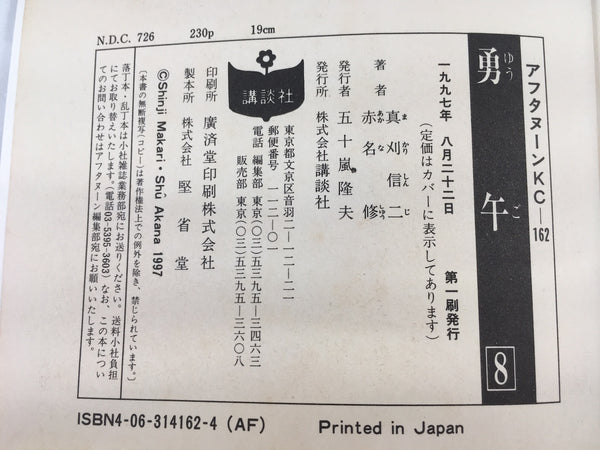 N.D.C. 726 230p 19cm
アフタヌーンKC—162
勇午 8
ゆう ご
一九九七年 八月二十二日 第一刷発行
(定価はカバーに表示してあります)
著者 真刈信二
ま かり しん じ
赤名 修
あか な しゅう
発行者 五十嵐隆夫
発行所 株式会社講談社
東京都文京区音羽二—一二—二一
郵便番号 一一二—〇一
電話 編集部 東京(〇三)五三九五—三四六三
販売部 東京(〇三)五三九五—三六〇八
講談社
印刷所 廣済堂印刷株式会社
製本所 株式会社 堅省堂
©Shinji Makari・Shû Akana 1997
〔本書の無断複写(コピー)は著作権法上での例外を除き、禁じられています。〕
落丁本・乱丁本は小社雑誌業務部宛にお送りください。送料小社負担
にてお取り替えいたします。(電話03-5395-3603)なお、この本につい
てのお問い合わせはアフタヌーン編集部宛にお願いいたします。
ISBN4-06-314162-4 (AF) Printed in Japan